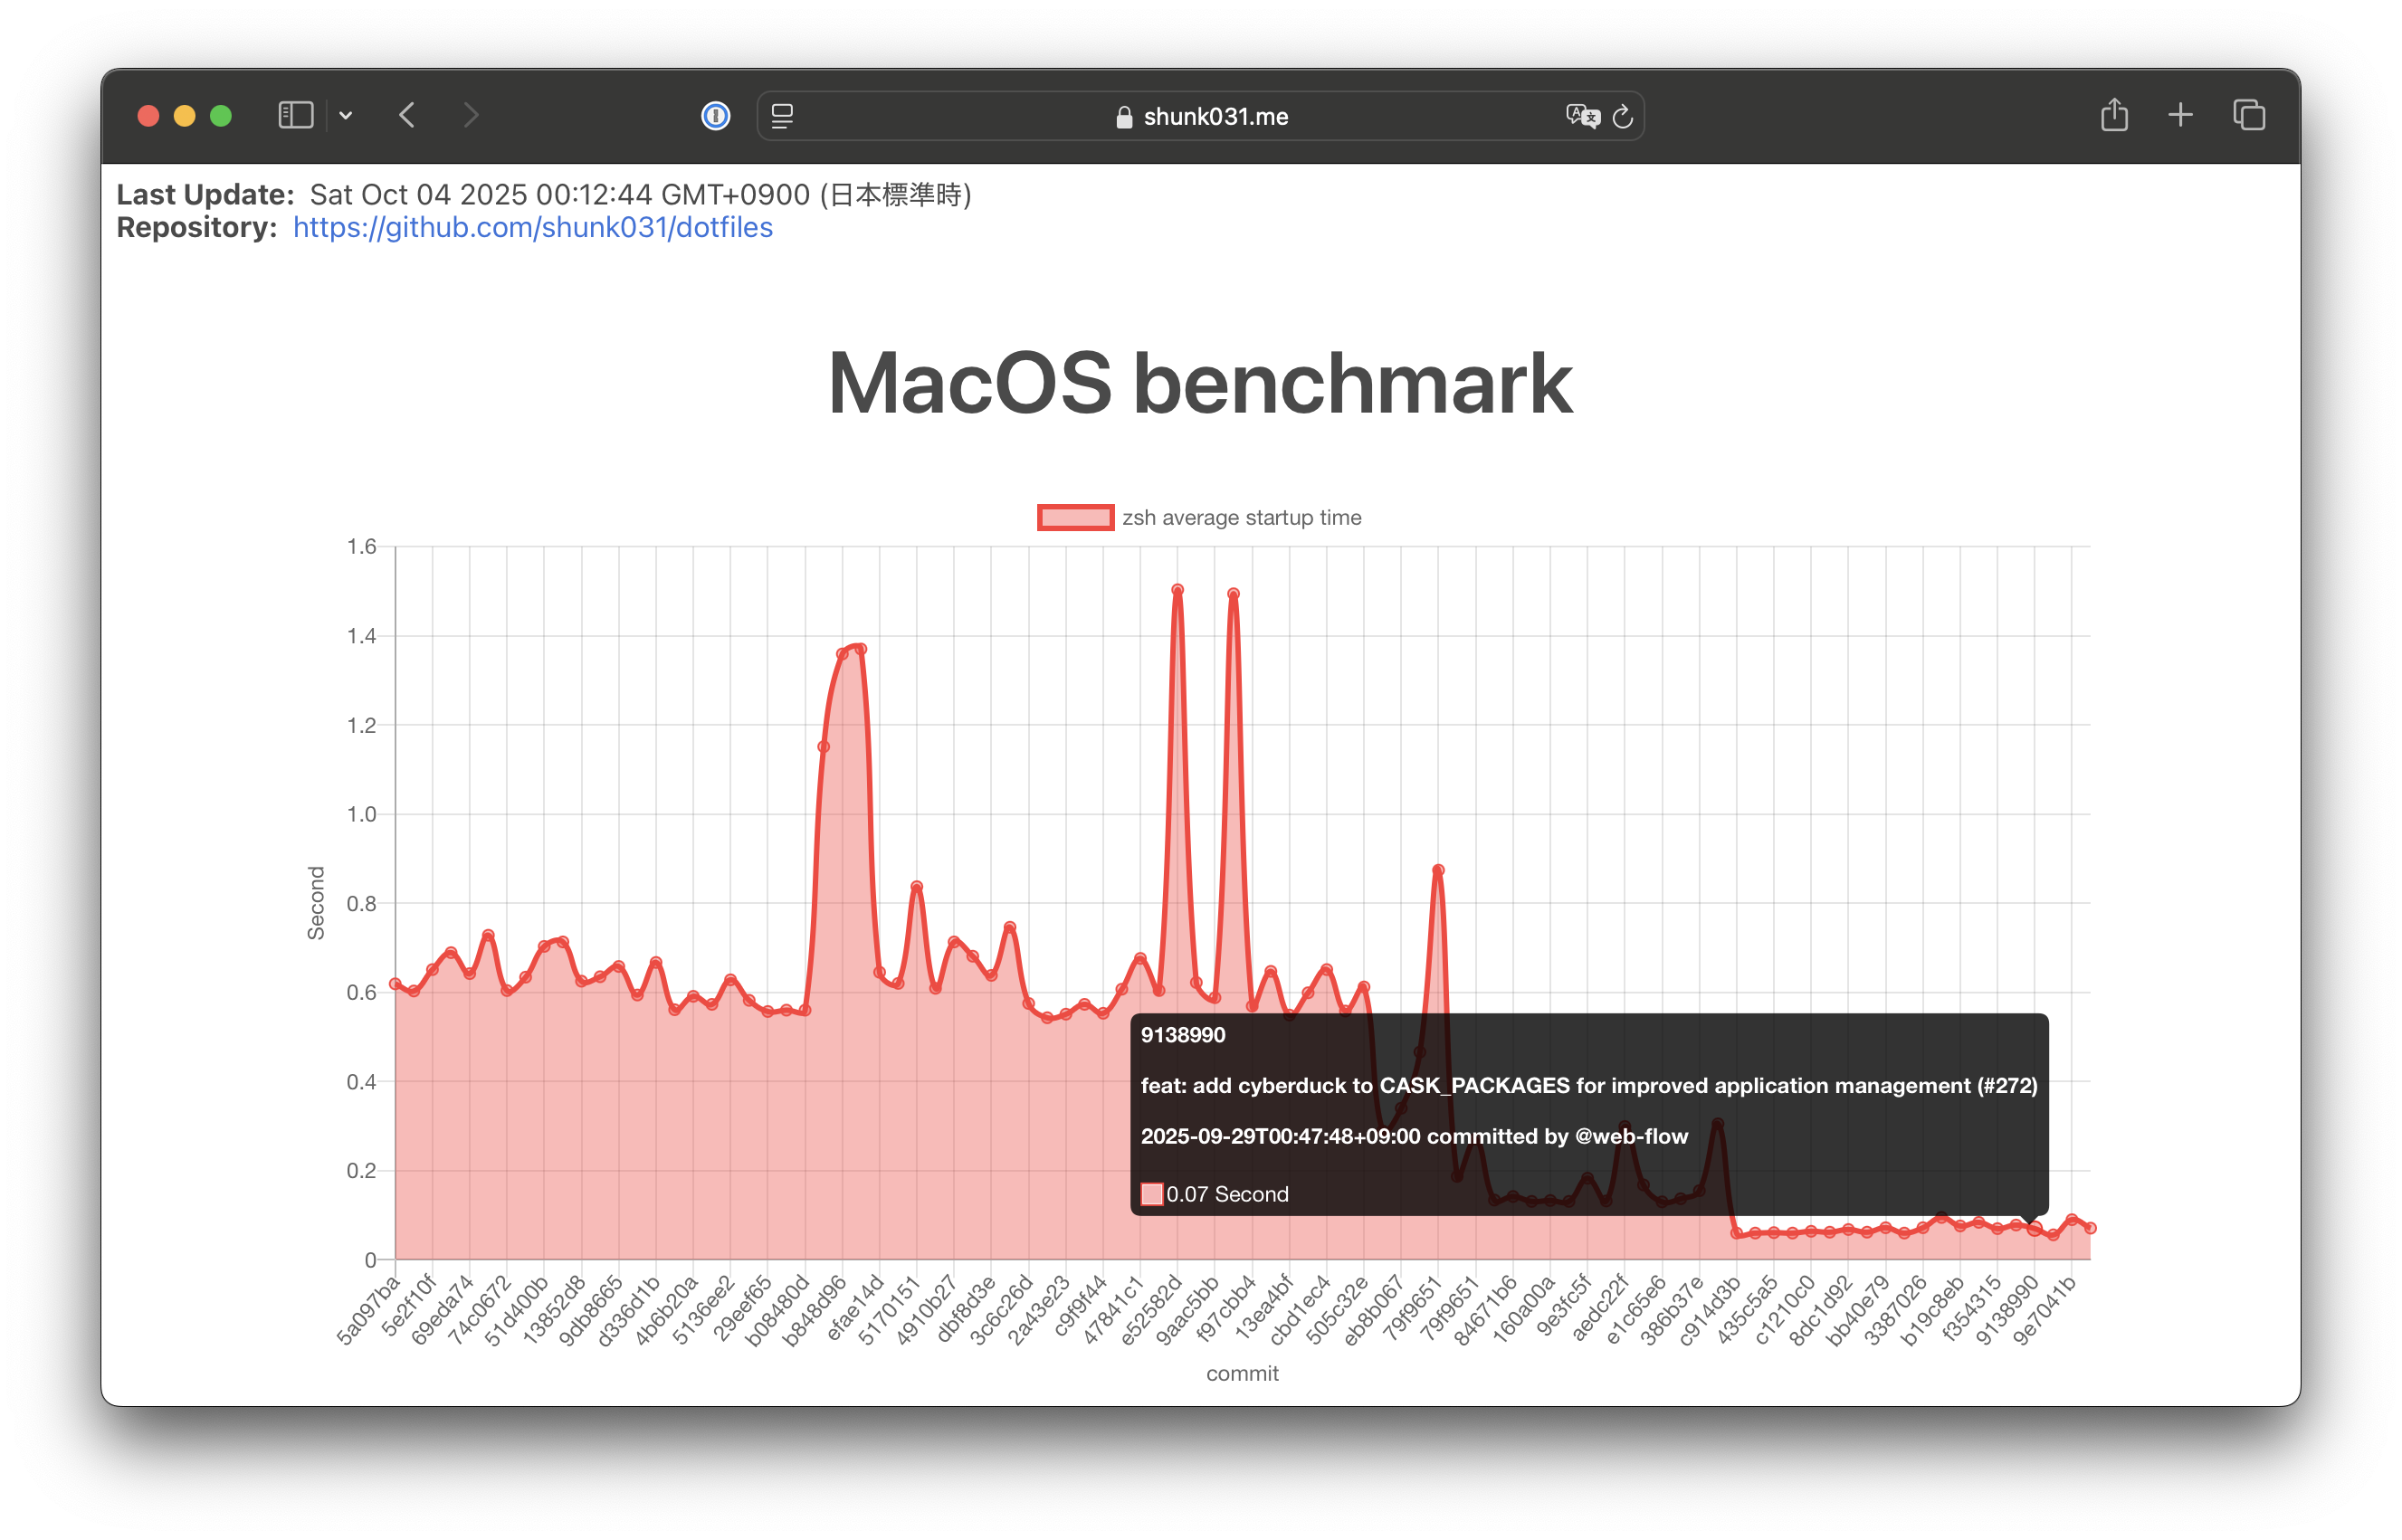 shunk031.me
Last Update: Sat Oct 04 2025 00:12:44 GMT+0900 (日本標準時)
Repository: https://github.com/shunk031/dotfiles
MacOS benchmark
zsh average startup time
1.6
1.4
1.2
1.0
0.8
0.6
0.4
0.2
0
Second
9138990
feat: add cyberduck to CASK_PACKAGES for improved application management (#272)
2025-09-29T00:47:48+09:00 committed by @web-flow
0.07 Second
5a097ba
5e2f10f
69eda74
74c0672
51d400b
13852d8
9db8665
d336d1b
4b6b20a
5136ee2
29eef65
b08480d
b848d96
efae14d
5170151
4910b27
dbf8d3e
3c6c26d
2a43e23
c9f9f44
47841c1
e52582d
9aac5bb
f97cbb4
13ea4bf
cbd1ec4
505c32e
eb8b067
79f9651
79f9651
84671b6
160a00a
9e3fc5f
aedc22f
e1c65e6
386b37e
c914d3b
435c5a5
c1210c0
8dc1d92
bb40e79
3387026
b19c8eb
f354315
9138990
9e7041b
commit